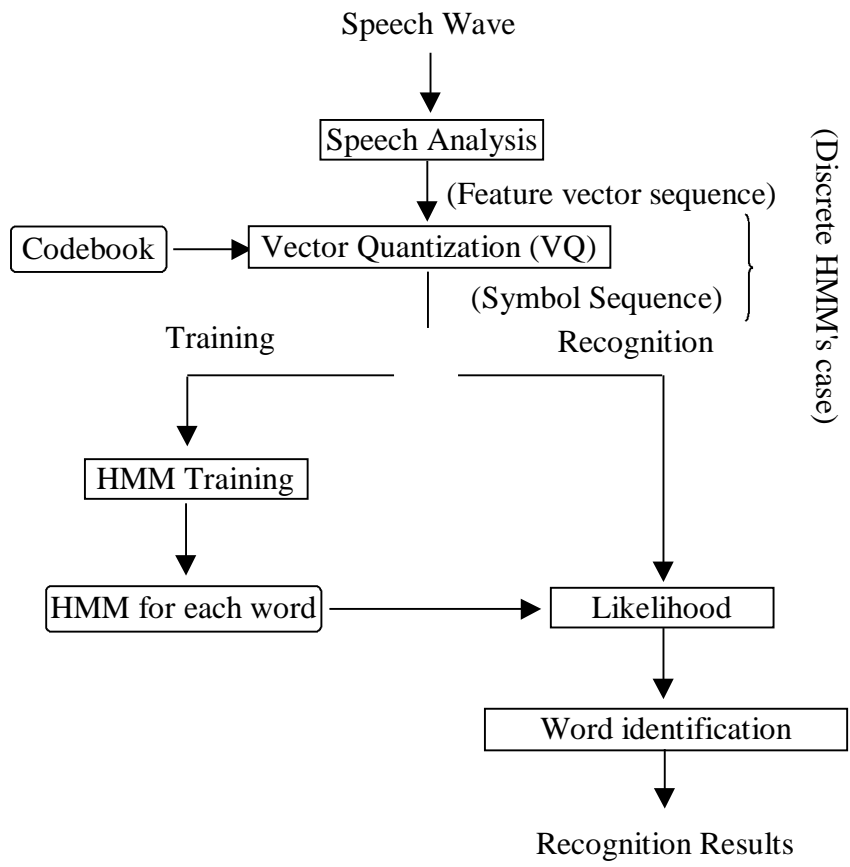 Speech Wave
Speech Analysis
(Feature vector sequence)
Codebook
Vector Quantization (VQ)
(Symbol Sequence)
(Discrete HMM's case)
Training
Recognition
HMM Training
HMM for each word
Likelihood
Word identification
Recognition Results